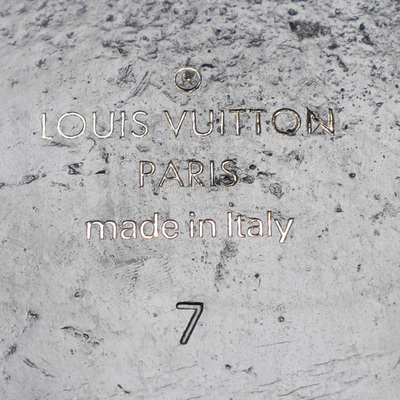 ®
LOUIS VUITTON
PARIS
made in Italy
7